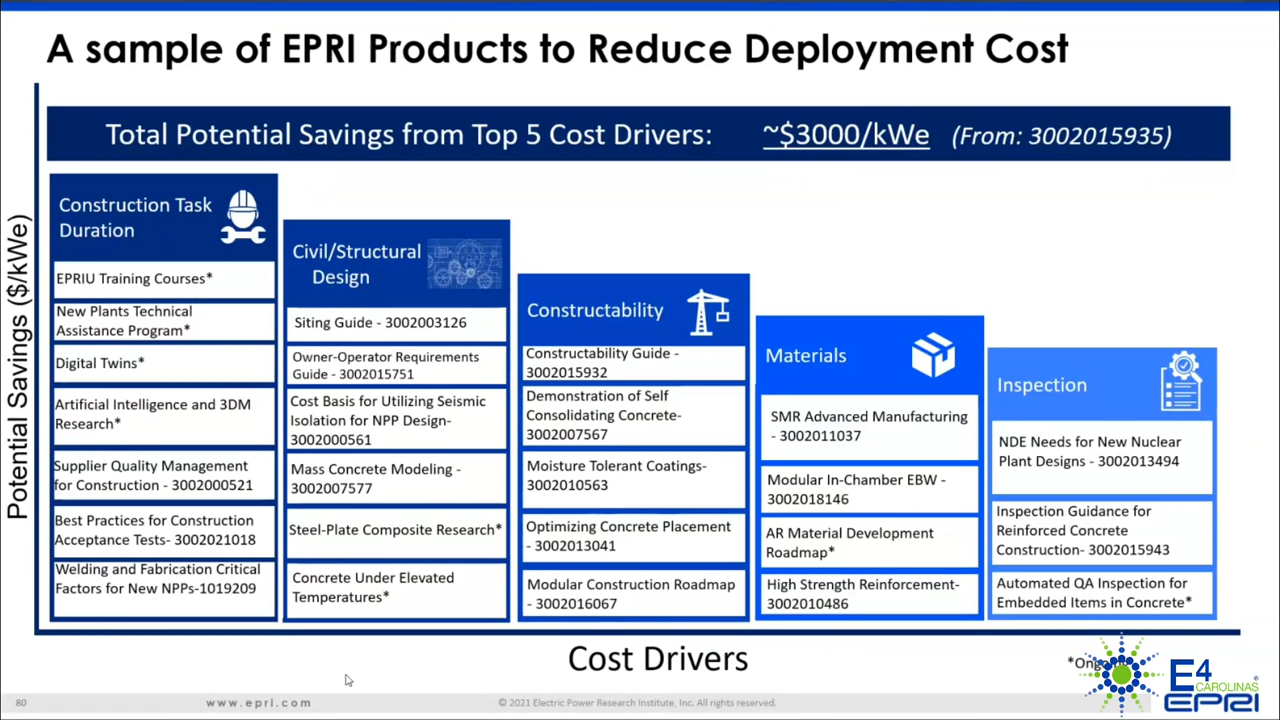 A sample of EPRI Products to Reduce Deployment Cost
Total Potential Savings from Top 5 Cost Drivers: ~$3000/kWe (From: 3002015935)
Potential Savings ($/kWe)
Construction Task
Duration
EPRIU Training Courses*
New Plants Technical
Assistance Program*
Digital Twins*
Artificial Intelligence and 3DM
Research*
Supplier Quality Management
for Construction - 3002000521
Best Practices for Construction
Acceptance Tests- 3002021018
Welding and Fabrication Critical
Factors for New NPPs-1019209
Civil/Structural
Design
Siting Guide - 3002003126
Owner-Operator Requirements
Guide - 3002015751
Cost Basis for Utilizing Seismic
Isolation for NPP Design-
3002000561
Mass Concrete Modeling -
3002007577
Steel-Plate Composite Research*
Concrete Under Elevated
Temperatures*
Constructability
Constructability Guide -
3002015932
Demonstration of Self
Consolidating Concrete-
3002007567
Moisture Tolerant Coatings-
3002010563
Optimizing Concrete Placement
- 3002013041
Modular Construction Roadmap
- 3002016067
Materials
SMR Advanced Manufacturing
- 3002011037
Modular In-Chamber EBW -
3002018146
AR Material Development
Roadmap*
High Strength Reinforcement-
3002010486
Inspection
NDE Needs for New Nuclear
Plant Designs - 3002013494
Inspection Guidance for
Reinforced Concrete
Construction- 3002015943
Automated QA Inspection for
Embedded Items in Concrete*
Cost Drivers
E4
CAROLINAS
EPRI
80
www.epri.com
© 2021 Electric Power Research Institute, Inc. All rights reserved.